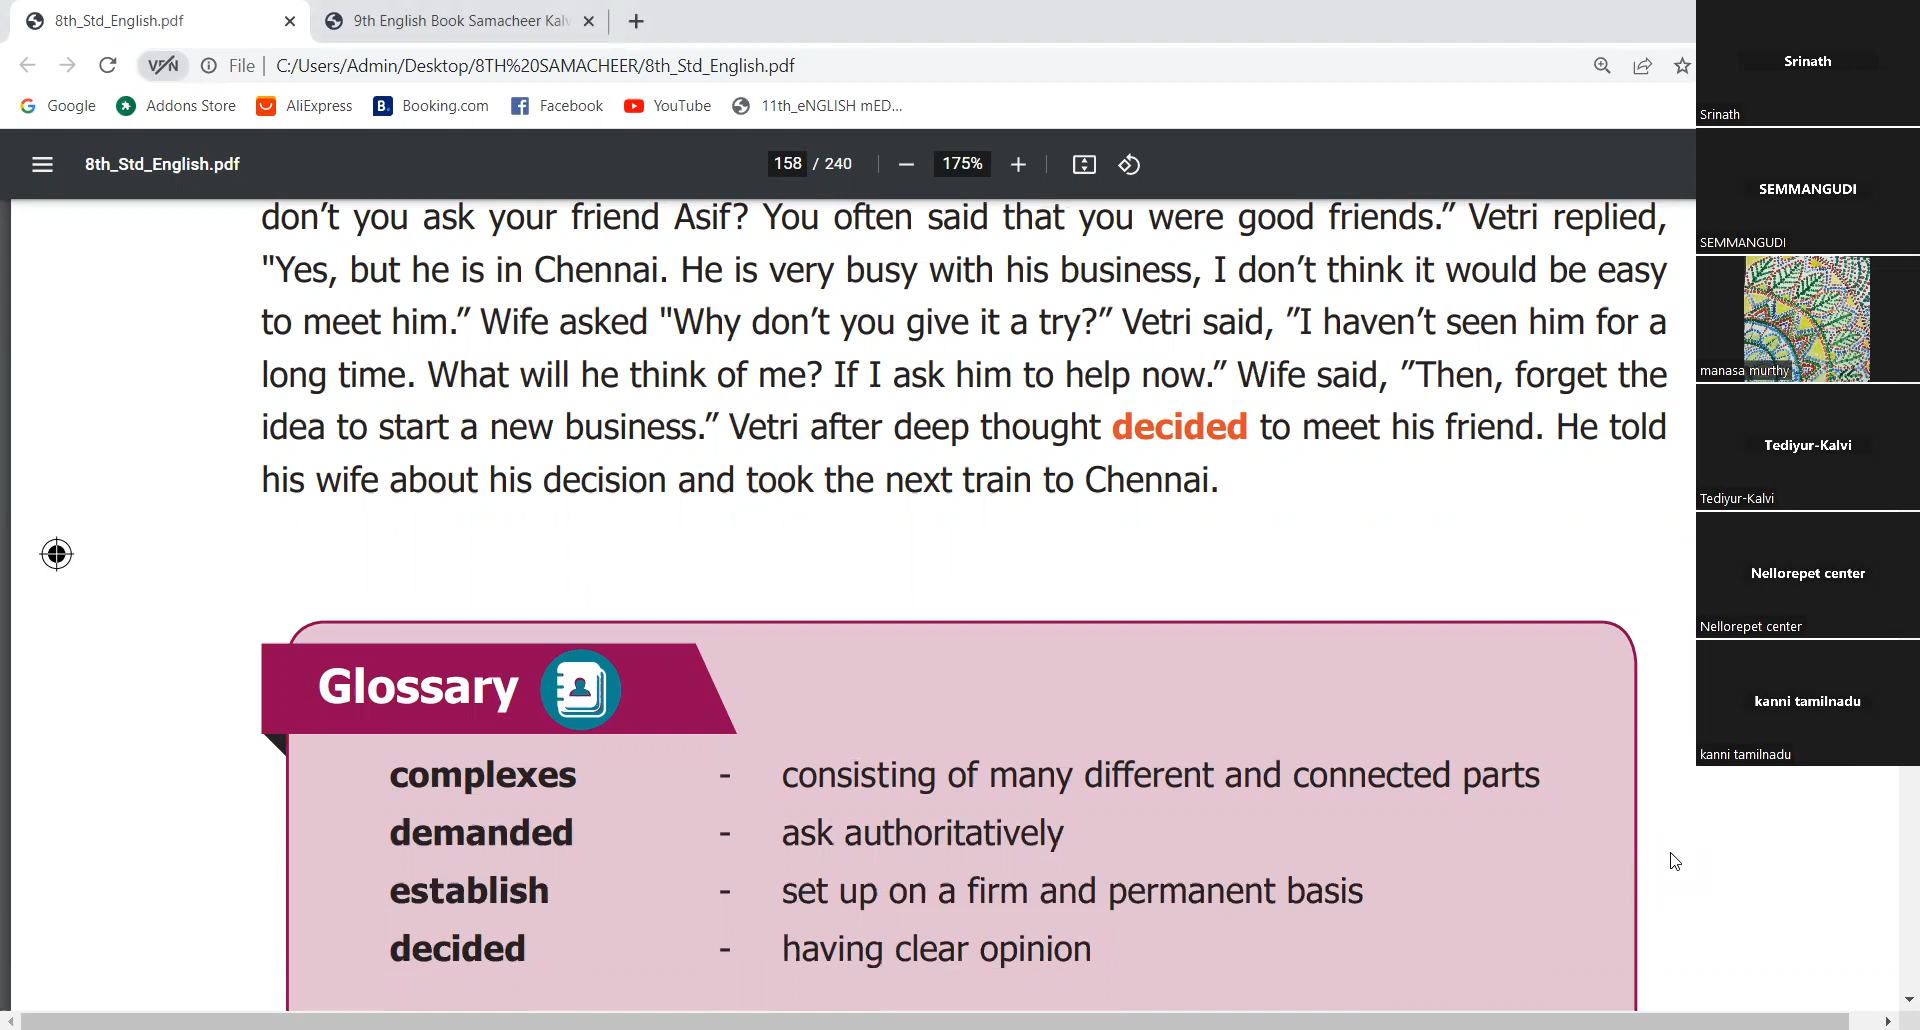 8th_Std_English.pdf
9th English Book Samacheer Kal
VPN File C:/Users/Admin/Desktop/8TH%20SAMACHEER/8th_Std_English.pdf
Google Addons Store AliExpress Booking.com Facebook YouTube 11th_eNGLISH mED...
8th_Std_English.pdf 158 / 240 175%
don’t you ask your friend Asif? You often said that you were good friends.” Vetri replied,
"Yes, but he is in Chennai. He is very busy with his business, I don’t think it would be easy
to meet him.” Wife asked "Why don’t you give it a try?” Vetri said, ”I haven’t seen him for a
long time. What will he think of me? If I ask him to help now.” Wife said, ”Then, forget the
idea to start a new business.” Vetri after deep thought decided to meet his friend. He told
his wife about his decision and took the next train to Chennai.
Glossary
complexes - consisting of many different and connected parts
demanded - ask authoritatively
establish - set up on a firm and permanent basis
decided - having clear opinion
Srinath
Srinath
SEMMANGUDI
SEMMANGUDI
manasa murthy
Tediyur-Kalvi
Tediyur-Kalvi
Nellorepet center
Nellorepet center
kanni tamilnadu
kanni tamilnadu